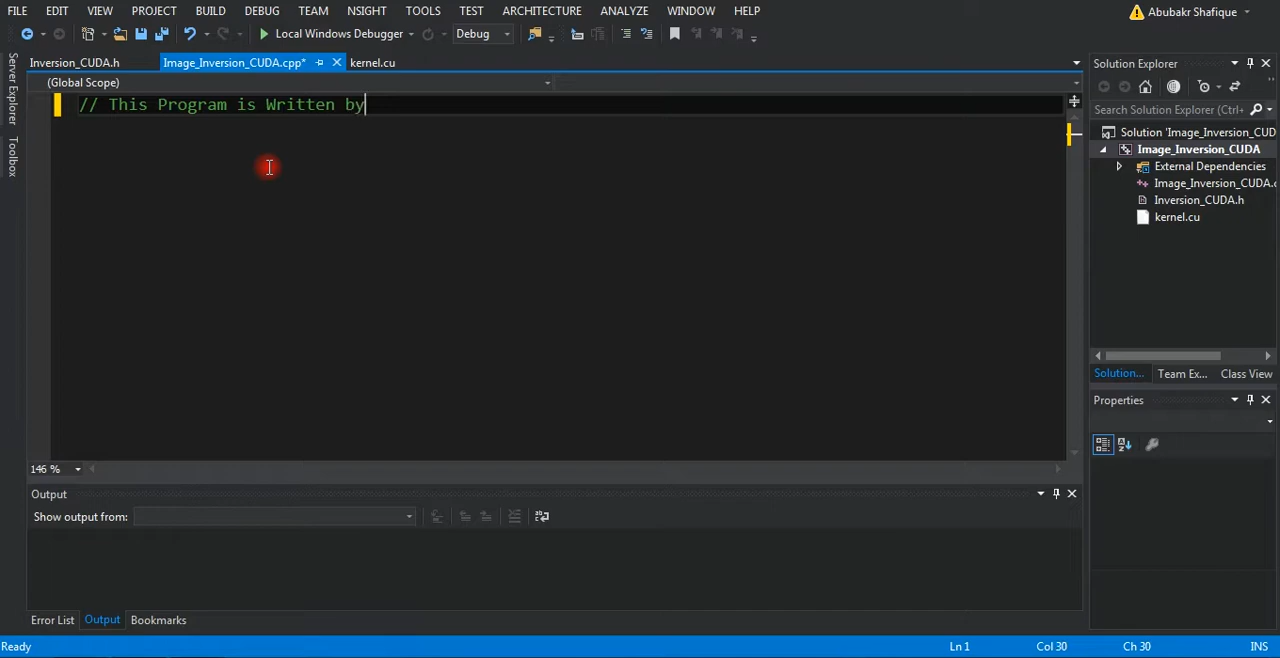 FILE EDIT VIEW PROJECT BUILD DEBUG TEAM NSIGHT TOOLS TEST ARCHITECTURE ANALYZE WINDOW HELP Abubakr Shafique
Local Windows Debugger Debug
Server Explorer
Toolbox
Inversion_CUDA.h Image_Inversion_CUDA.cpp* kernel.cu
(Global Scope)
// This Program is Written by
146 %
Output
Show output from:
Error List Output Bookmarks
Solution Explorer
Search Solution Explorer (Ctrl+
Solution 'Image_Inversion_CUD
Image_Inversion_CUDA
External Dependencies
Image_Inversion_CUDA.c
Inversion_CUDA.h
kernel.cu
Solution... Team Ex... Class View
Properties
Ready Ln 1 Col 30 Ch 30 INS